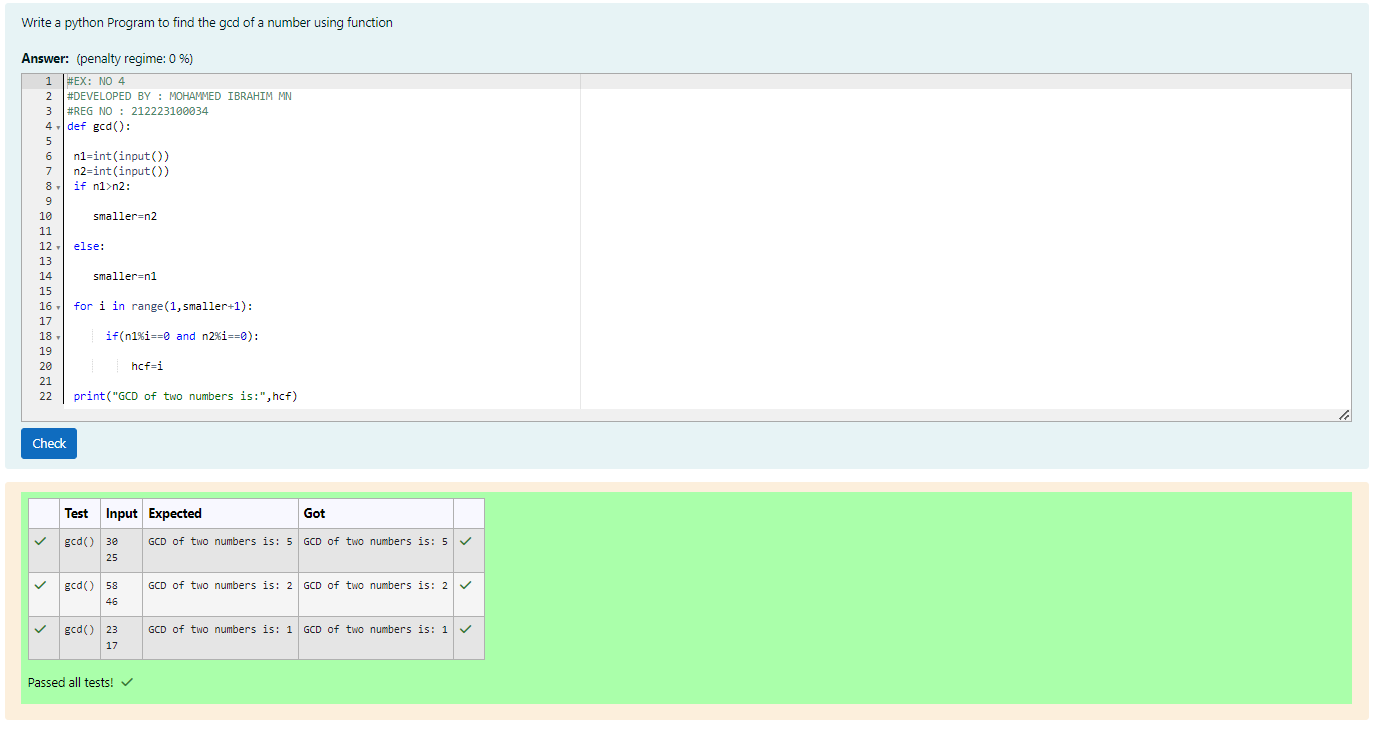 Write a python Program to find the gcd of a number using function
Answer: (penalty regime: 0 %)
1 #EX: NO 4
2 #DEVELOPED BY : MOHAMMED IBRAHIM MN
3 #REG NO : 212223100034
4 def gcd():
5
6 n1=int(input())
7 n2=int(input())
8 if n1>n2:
9
10 smaller=n2
11
12 else:
13
14 smaller=n1
15
16 for i in range(1,smaller+1):
17
18 if(n1%i==0 and n2%i==0):
19
20 hcf=i
21
22 print("GCD of two numbers is:",hcf)
Check
Test Input Expected Got
gcd() 30 GCD of two numbers is: 5 GCD of two numbers is: 5
25
gcd() 58 GCD of two numbers is: 2 GCD of two numbers is: 2
46
gcd() 23 GCD of two numbers is: 1 GCD of two numbers is: 1
17
Passed all tests!